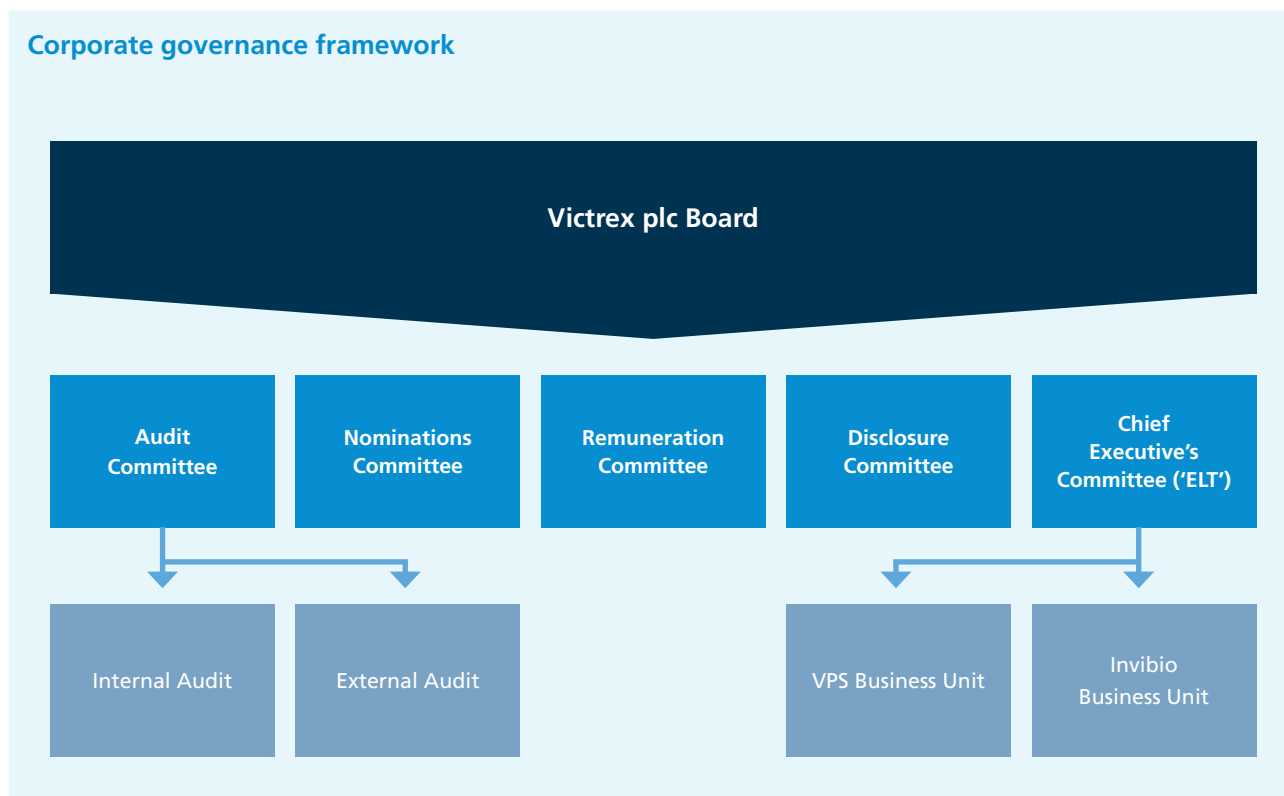 Corporate governance framework
Victrex plc Board
Audit
Committee
Nominations
Committee
Remuneration
Committee
Disclosure
Committee
Chief
Executive’s
Committee (‘ELT’)
Internal Audit
External Audit
VPS Business Unit
Invibio
Business Unit